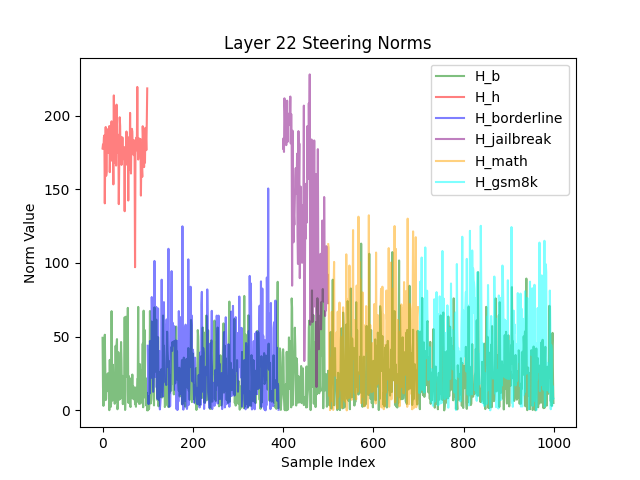 Layer 22 Steering Norms
H_b
H_h
H_borderline
H_jailbreak
H_math
H_gsm8k
Norm Value
200
150
100
50
0
0 200 400 600 800 1000
Sample Index